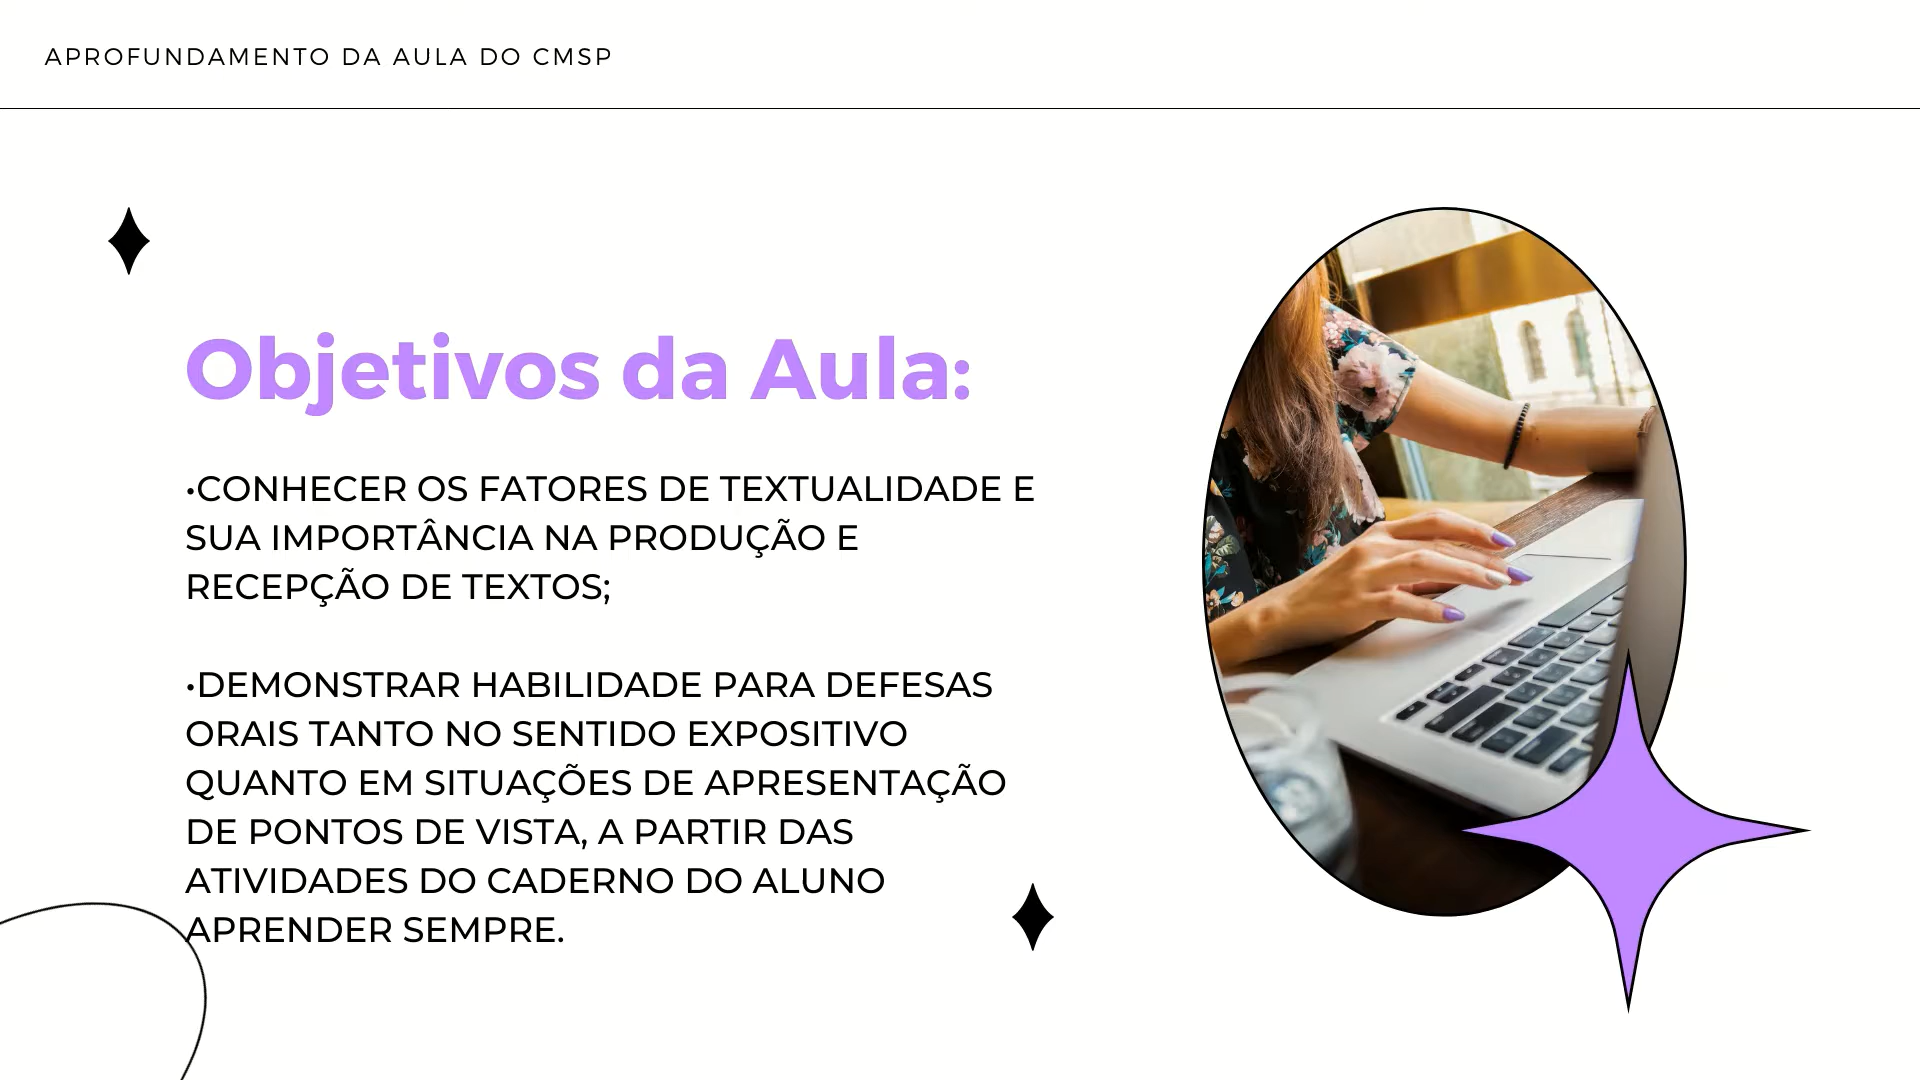 APROFUNDAMENTO DA AULA DO CMSP
Objetivos da Aula:
•CONHECER OS FATORES DE TEXTUALIDADE E
SUA IMPORTÂNCIA NA PRODUÇÃO E
RECEPÇÃO DE TEXTOS;
•DEMONSTRAR HABILIDADE PARA DEFESAS
ORAIS TANTO NO SENTIDO EXPOSITIVO
QUANTO EM SITUAÇÕES DE APRESENTAÇÃO
DE PONTOS DE VISTA, A PARTIR DAS
ATIVIDADES DO CADERNO DO ALUNO
APRENDER SEMPRE.